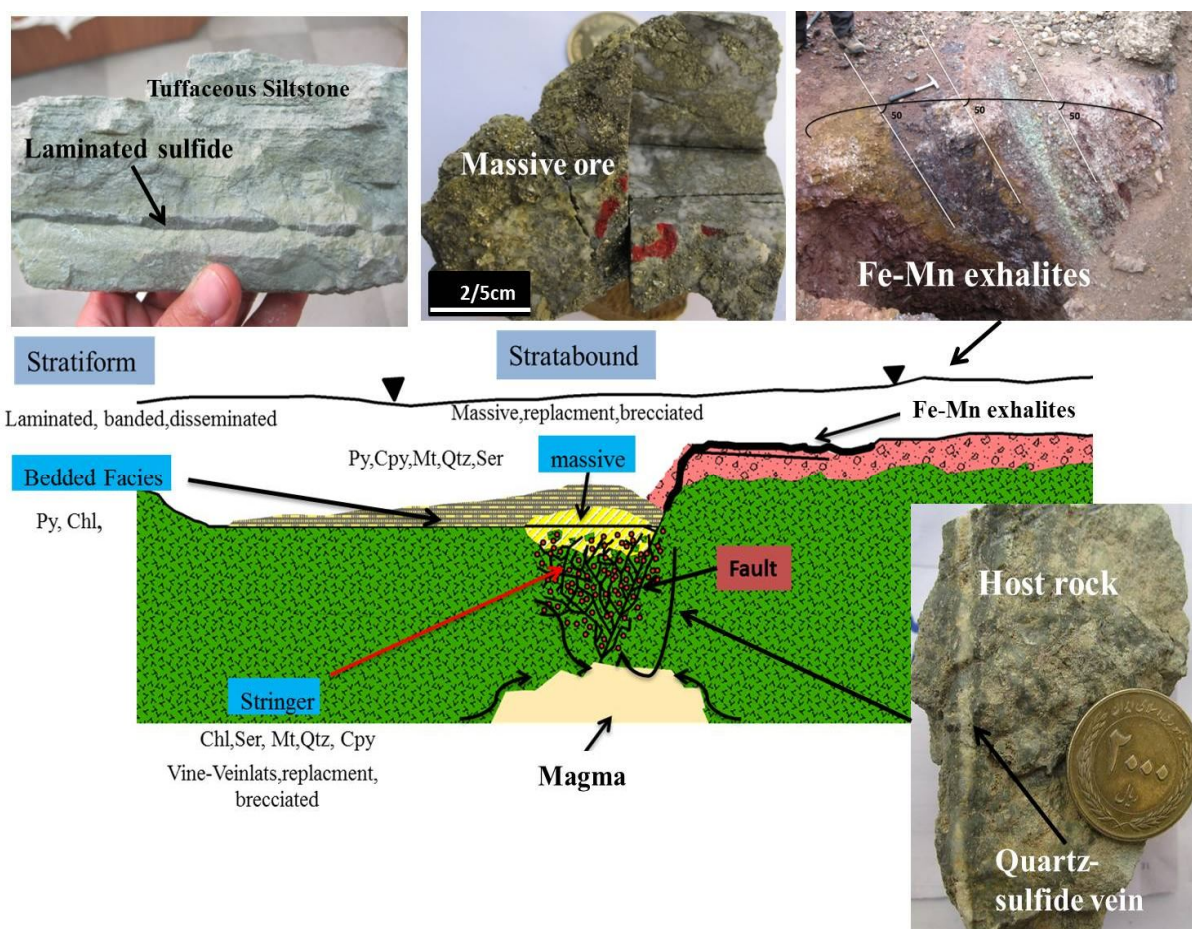 Tuffaceous Siltstone
Laminated sulfide
Massive ore
2/5cm
50
50
50
Fe-Mn exhalites
Stratiform
Stratabound
Laminated, banded,disseminated
Massive,replacment,brecciated
Fe-Mn exhalites
Py,Cpy,Mt,Qtz,Ser
massive
Bedded Facies
Py, Chl,
Fault
Host rock
Stringer
Chl,Ser, Mt,Qtz, Cpy
Vine-Veinlats,replacment,
brecciated
Magma
۲۰۰۰
ریال
Quartz-
sulfide vein